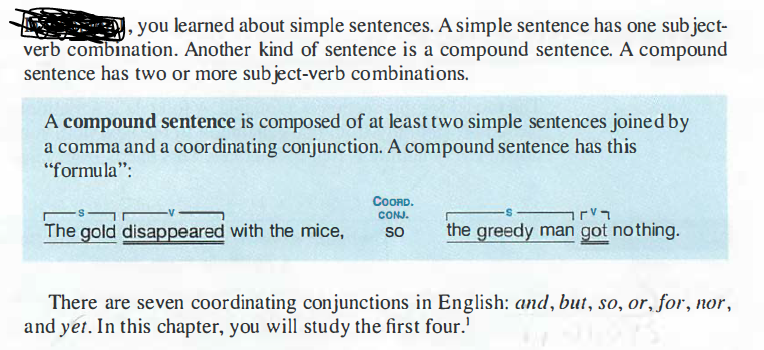 , you learned about simple sentences. A simple sentence has one subject-
verb combination. Another kind of sentence is a compound sentence. A compound
sentence has two or more subject-verb combinations.
A compound sentence is composed of at least two simple sentences joined by
a comma and a coordinating conjunction. A compound sentence has this
“formula”:
S V COORD. CONJ. S V
The gold disappeared with the mice, so the greedy man got nothing.
There are seven coordinating conjunctions in English: and, but, so, or, for, nor,
and yet. In this chapter, you will study the first four.¹